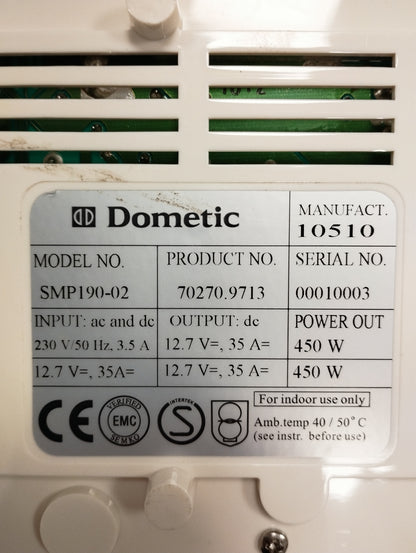 Dometic
MANUFACT.
10510
MODEL NO.
PRODUCT NO.
SERIAL NO.
SMP190-02
70270.9713
00010003
INPUT: ac and dc
OUTPUT: dc
POWER OUT
230 V/50 Hz, 3.5 A
12.7 V=, 35 A=
450 W
12.7 V=, 35A=
12.7 V=, 35 A=
450 W
CE
VERIFIED
EMC
SEMKO
INTERTEK
S
For indoor use only
Amb.temp 40 / 50°C
(see instr. before use)